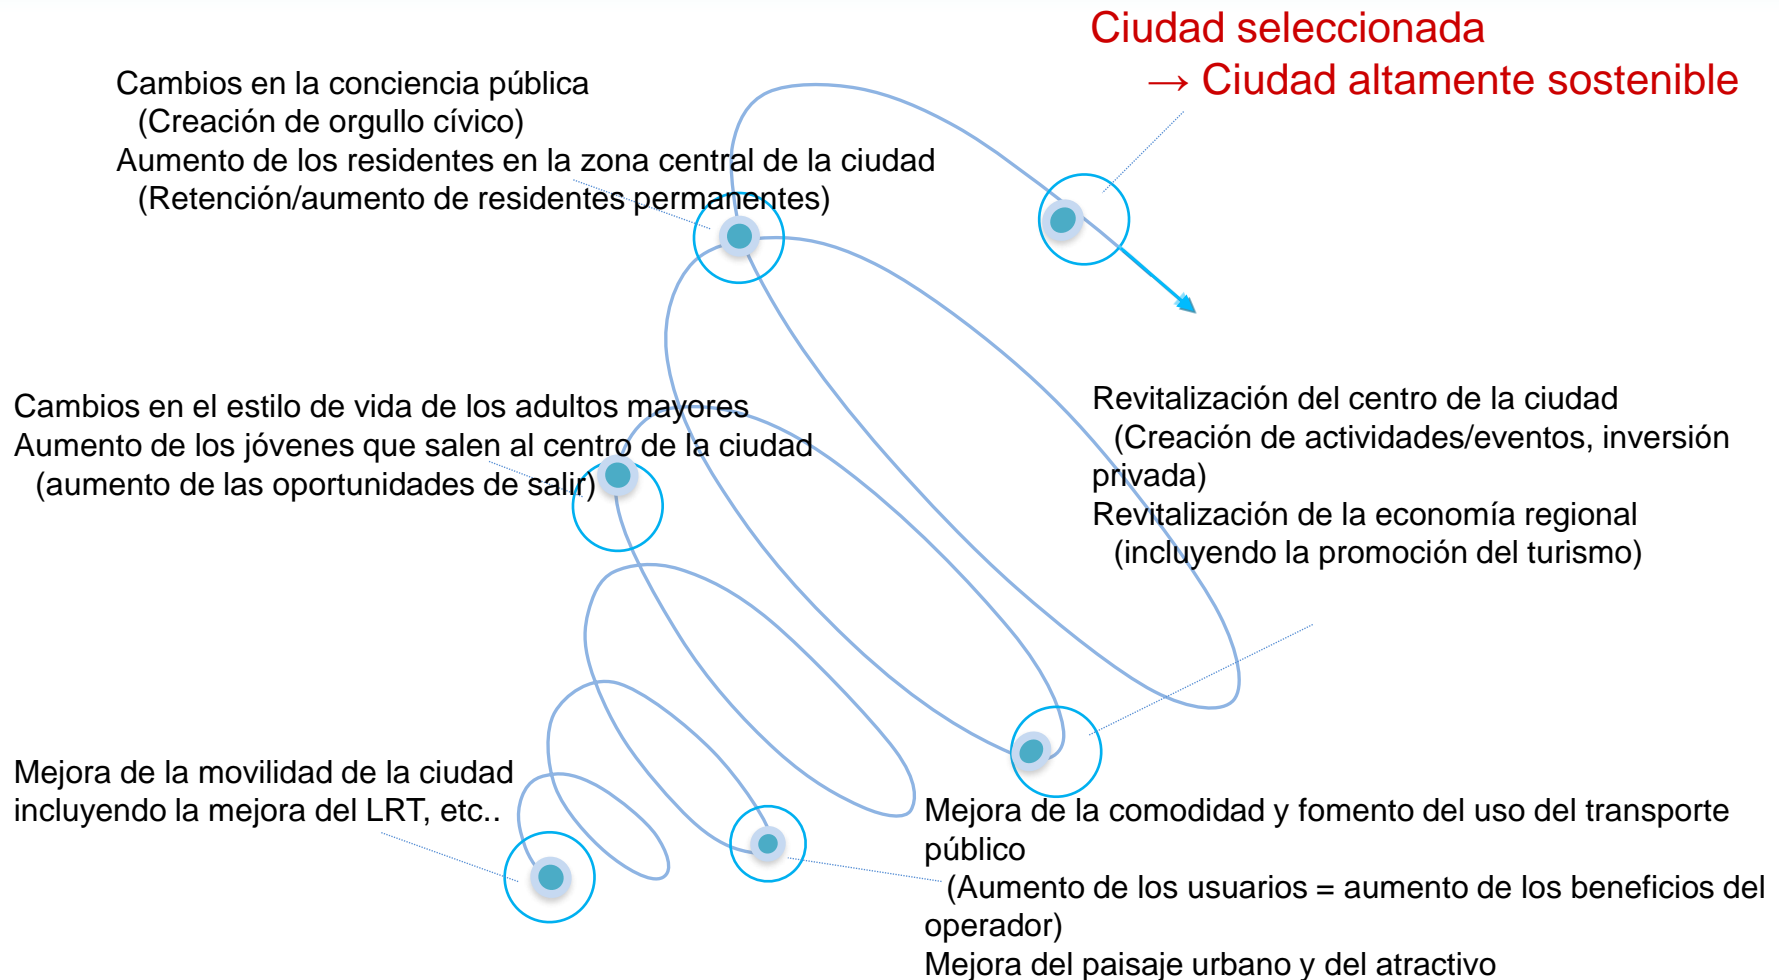 Ciudad seleccionada
→ Ciudad altamente sostenible
Cambios en la conciencia pública
(Creación de orgullo cívico)
Aumento de los residentes en la zona central de la ciudad
(Retención/aumento de residentes permanentes)
Cambios en el estilo de vida de los adultos mayores
Aumento de los jóvenes que salen al centro de la ciudad
(aumento de las oportunidades de salir)
Revitalización del centro de la ciudad
(Creación de actividades/eventos, inversión
privada)
Revitalización de la economía regional
(incluyendo la promoción del turismo)
Mejora de la movilidad de la ciudad
incluyendo la mejora del LRT, etc..
Mejora de la comodidad y fomento del uso del transporte
público
(Aumento de los usuarios = aumento de los beneficios del
operador)
Mejora del paisaje urbano y del atractivo